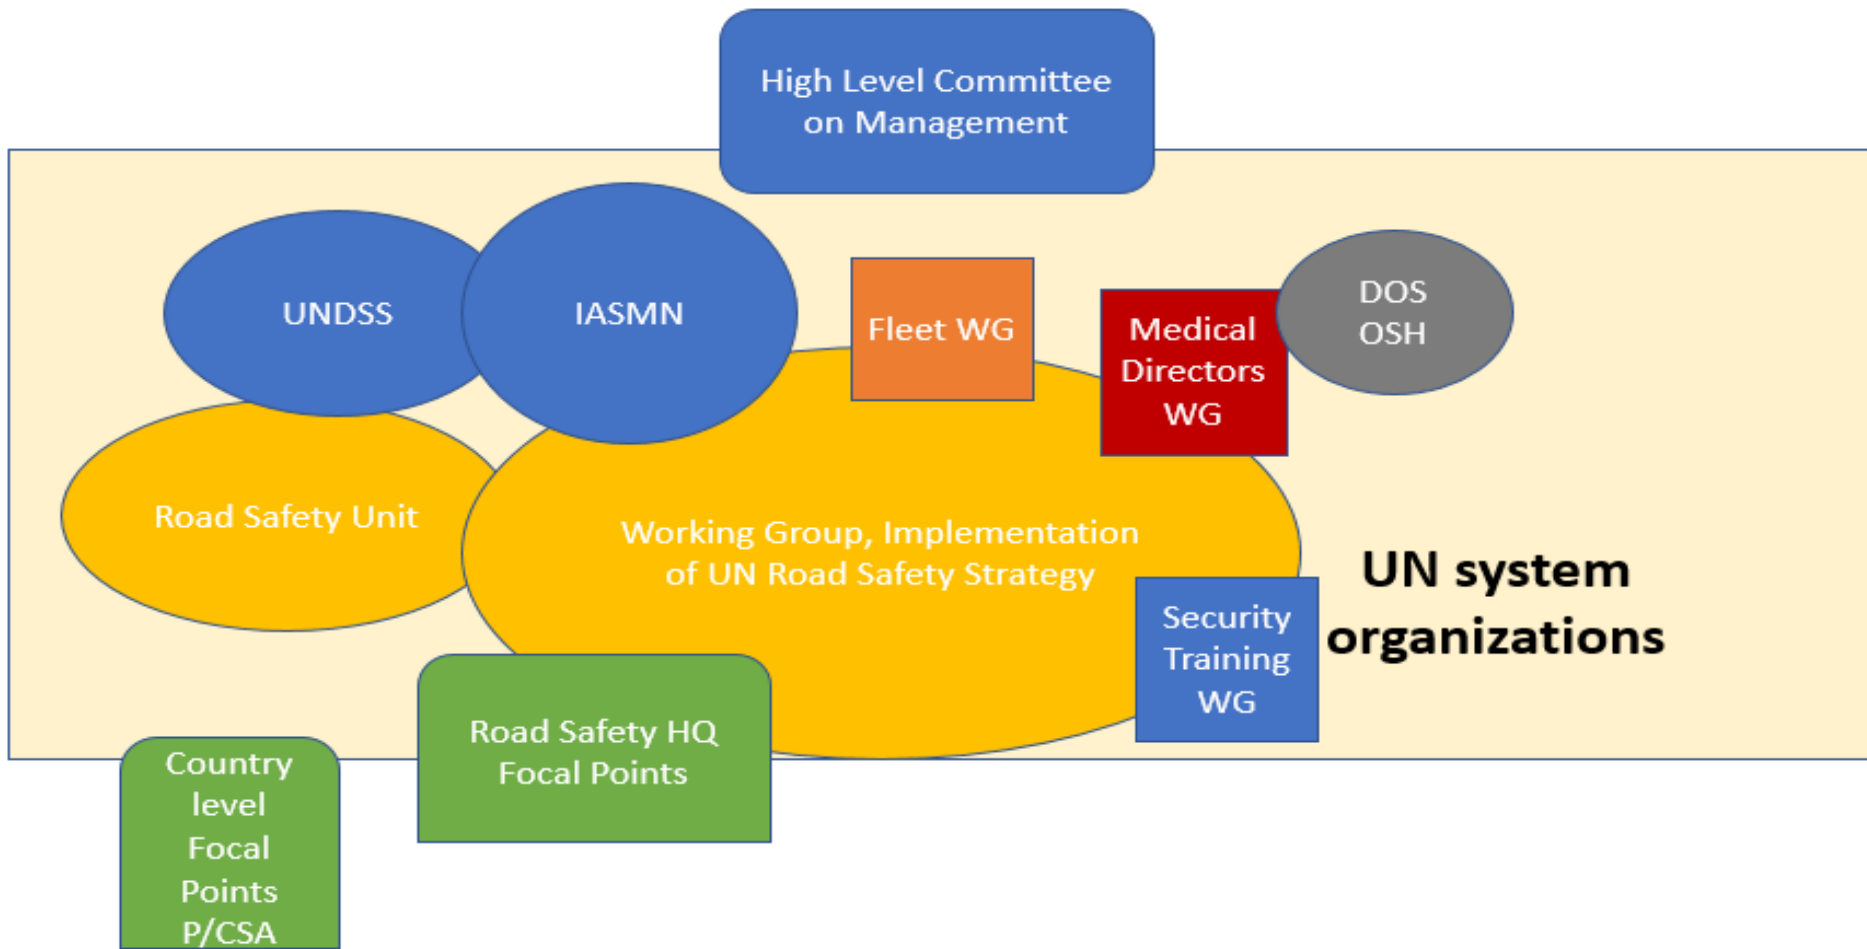 High Level Committee
on Management
UNDSS
IASMN
Fleet WG
Medical
Directors
WG
DOS
OSH
Road Safety Unit
Working Group, Implementation
of UN Road Safety Strategy
Security
Training
WG
UN system
organizations
Road Safety HQ
Focal Points
Country
level
Focal
Points
P/CSA